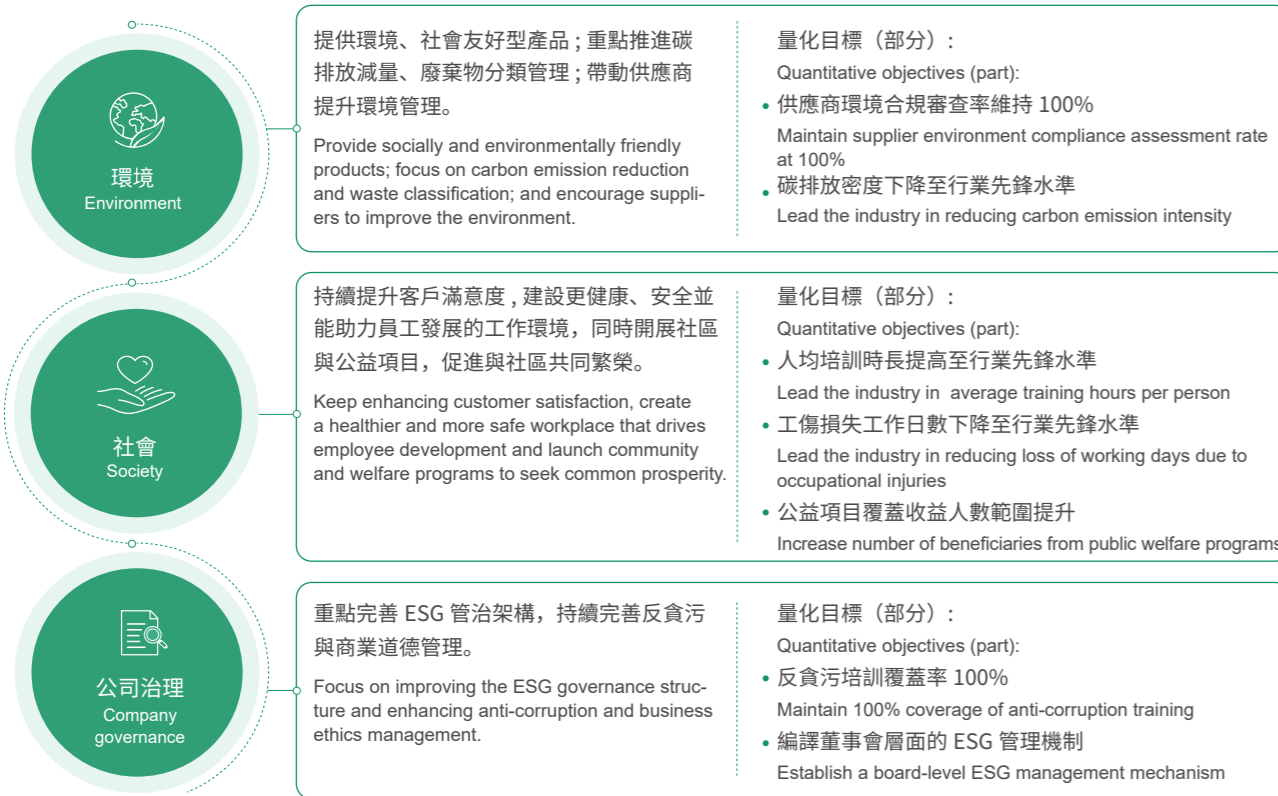 環境
Environment
提供環境、社會友好型產品 ; 重點推進碳
排放減量、廢棄物分類管理 ; 帶動供應商
提升環境管理。
Provide socially and environmentally friendly
products; focus on carbon emission reduction
and waste classification; and encourage suppli-
ers to improve the environment.
量化目標（部分）:
Quantitative objectives (part):
• 供應商環境合規審查率維持 100%
Maintain supplier environment compliance assessment rate
at 100%
• 碳排放密度下降至行業先鋒水準
Lead the industry in reducing carbon emission intensity
社會
Society
持續提升客戶滿意度 , 建設更健康、安全並
能助力員工發展的工作環境，同時開展社區
與公益項目，促進與社區共同繁榮。
Keep enhancing customer satisfaction, create
a healthier and more safe workplace that drives
employee development and launch community
and welfare programs to seek common prosperity.
量化目標（部分）:
Quantitative objectives (part):
• 人均培訓時長提高至行業先鋒水準
Lead the industry in  average training hours per person
• 工傷損失工作日數下降至行業先鋒水準
Lead the industry in reducing loss of working days due to
occupational injuries
• 公益項目覆蓋收益人數範圍提升
Increase number of beneficiaries from public welfare programs
公司治理
Company
governance
重點完善 ESG 管治架構，持續完善反貪污
與商業道德管理。
Focus on improving the ESG governance struc-
ture and enhancing anti-corruption and business
ethics management.
量化目標（部分）:
Quantitative objectives (part):
• 反貪污培訓覆蓋率 100%
Maintain 100% coverage of anti-corruption training
• 編譯董事會層面的 ESG 管理機制
Establish a board-level ESG management mechanism